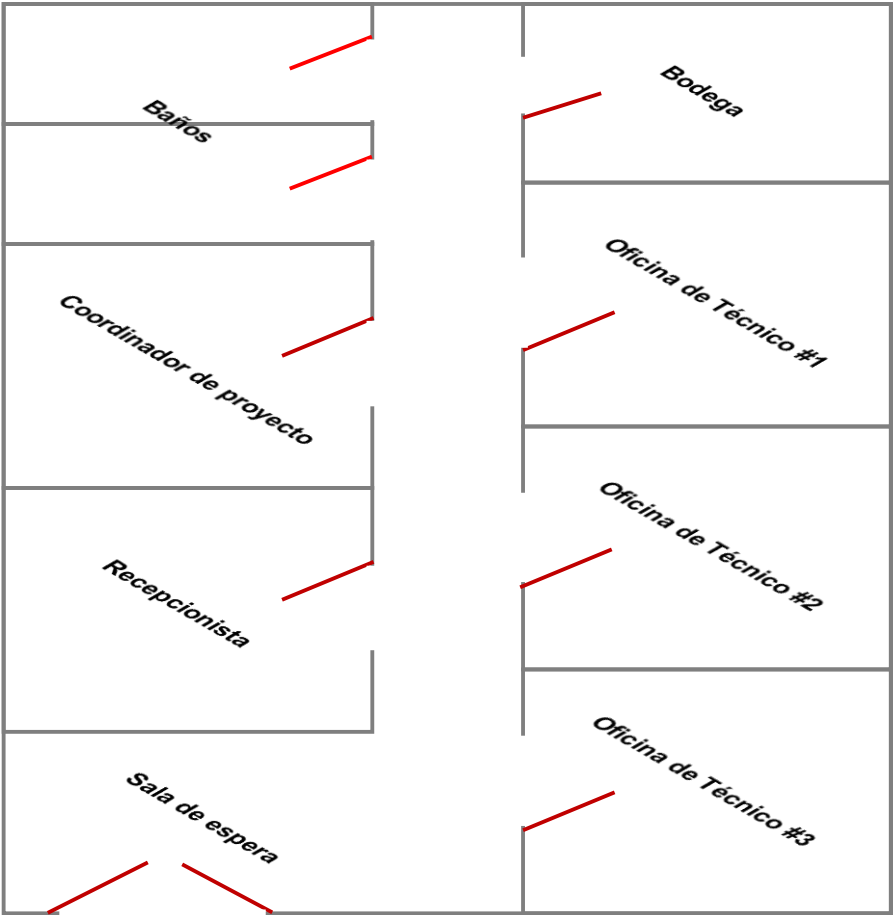 Baños
Bodega
Oficina de Técnico #1
Coordinador de proyecto
Oficina de Técnico #2
Recepcionista
Oficina de Técnico #3
Sala de espera